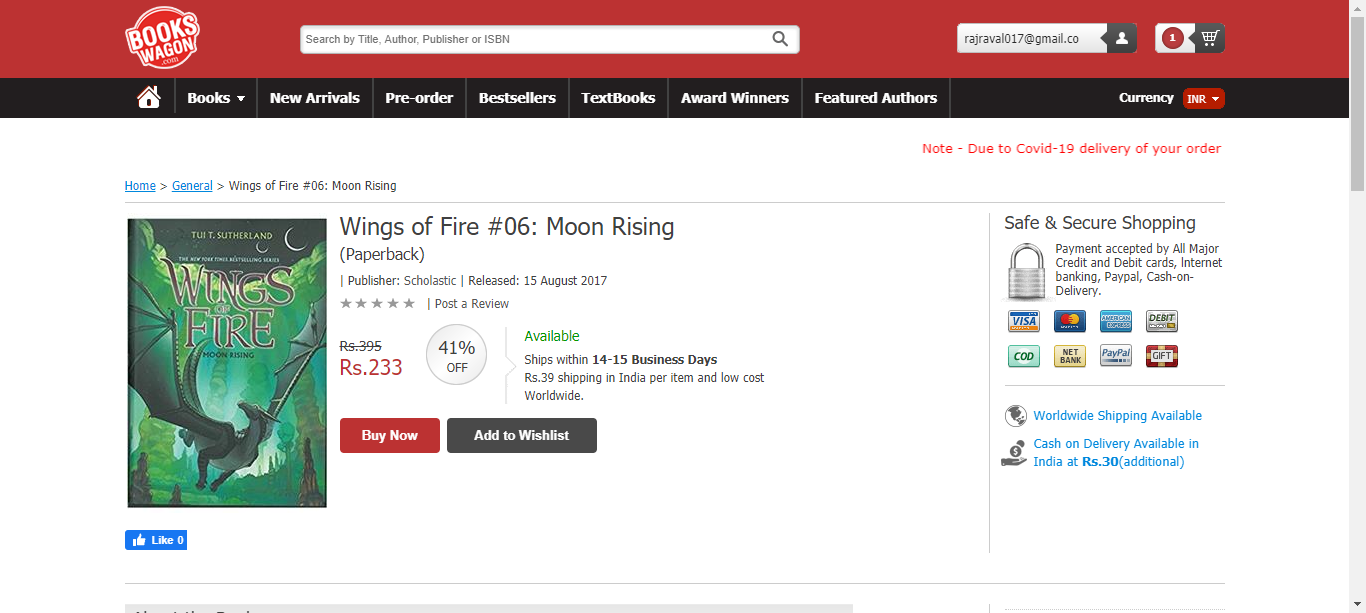 BOOKS
WAGON
.com
Search by Title, Author, Publisher or ISBN
rajraval017@gmail.co
1
Books
New Arrivals
Pre-order
Bestsellers
TextBooks
Award Winners
Featured Authors
Currency
INR
Note - Due to Covid-19 delivery of your order
Home > General > Wings of Fire #06: Moon Rising
TUI T. SUTHERLAND
THE NEW YORK TIMES BESTSELLING SERIES
WINGS
OF
FIRE
MOON RISING
Wings of Fire #06: Moon Rising
(Paperback)
| Publisher: Scholastic | Released: 15 August 2017
| Post a Review
Rs.395
Rs.233
41%
OFF
Available
Ships within 14-15 Business Days
Rs.39 shipping in India per item and low cost
Worldwide.
Buy Now
Add to Wishlist
Like 0
Safe & Secure Shopping
Payment accepted by All Major
Credit and Debit cards, Internet
banking, Paypal, Cash-on-
Delivery.
VISA
AMERICAN
EXPRESS
DEBIT
COD
NET
BANK
PayPal
GIFT
Worldwide Shipping Available
Cash on Delivery Available in
India at Rs.30(additional)